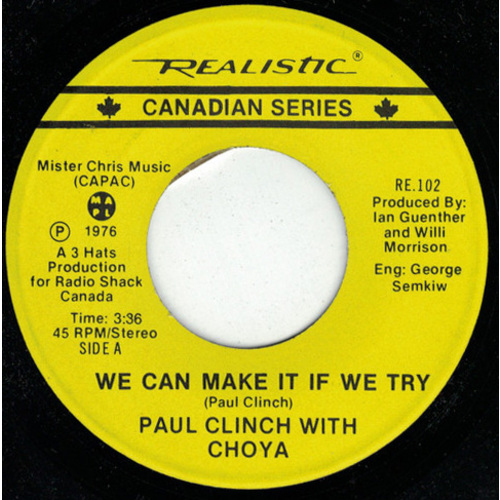 REALISTIC®
CANADIAN SERIES
Mister Chris Music
(CAPAC)
MAPL
℗ 1976
A 3 Hats
Production
for Radio Shack
Canada
Time: 3:36
45 RPM/Stereo
SIDE A
RE.102
Produced By:
Ian Guenther
and Willi
Morrison
Eng: George
Semkiw
WE CAN MAKE IT IF WE TRY
(Paul Clinch)
PAUL CLINCH WITH
CHOYA